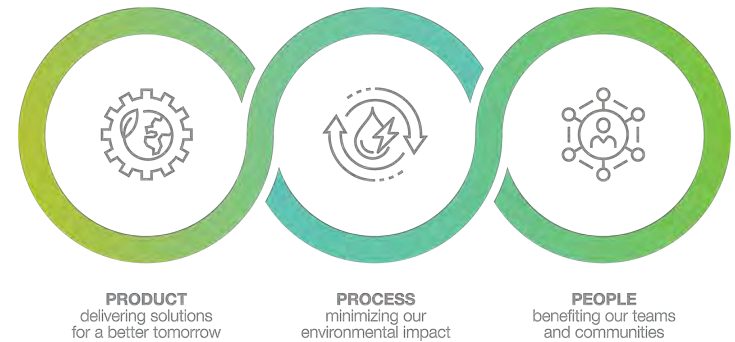 PRODUCT
delivering solutions
for a better tomorrow
PROCESS
minimizing our
environmental impact
PEOPLE
benefiting our teams
and communities